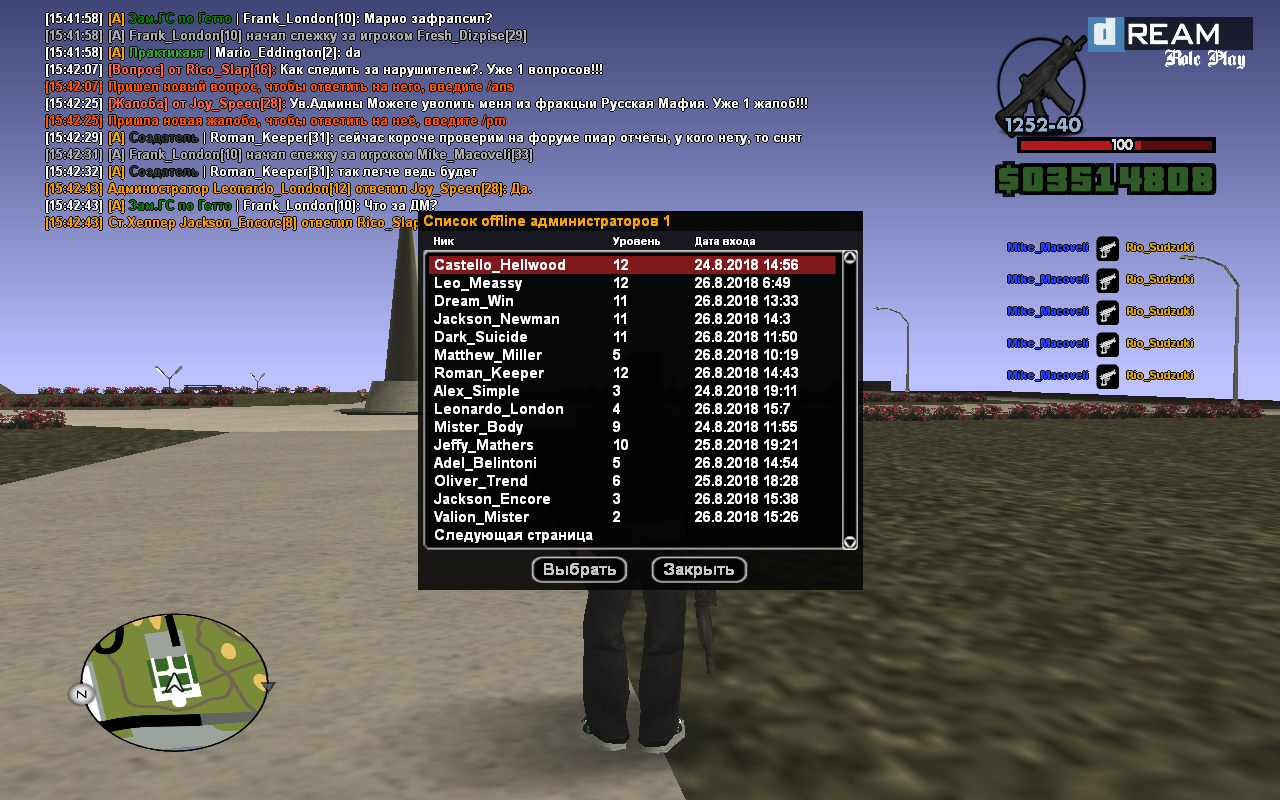 [15:41:58] [A] Зам.ГС по Гетто | Frank_London[10]: Марио зафрапсил?
[15:41:58] [A] Frank_London[10] начал слежку за игроком Fresh_Dizpise[29]
[15:41:58] [A] Практикант | Mario_Eddington[2]: da
[15:42:07] [Вопрос] от Rico_Slap[16]: Как следить за нарушителем?. Уже 1 вопросов!!!
[15:42:07] Пришел новый вопрос, чтобы ответить на него, введите /ans
[15:42:25] [Жалоба] от Joy_Speen[28]: Ув.Админы Можете уволить меня из фракцыи Русская Мафия. Уже 1 жалоб!!!
[15:42:25] Пришла новая жалоба, чтобы ответить на неё, введите /pm
[15:42:29] [A] Создатель | Roman_Keeper[31]: сейчас короче проверим на форуме пиар отчёты, у кого нету, то снят
[15:42:31] [A] Frank_London[10] начал слежку за игроком Mike_Macoveli[33]
[15:42:32] [A] Создатель | Roman_Keeper[31]: так легче ведь будет
[15:42:43] Администратор Leonardo_London[12] ответил Joy_Speen[28]: Да.
[15:42:43] [A] Зам.ГС по Гетто | Frank_London[10]: Что за ДМ?
[15:42:43] Ст.Хелпер Jackson_Encore[8] ответил Rico_Slap
dREAM
Role Play
1252-40
100
$03514808
Mike_Macoveli Rio_Sudzuki
Mike_Macoveli Rio_Sudzuki
Mike_Macoveli Rio_Sudzuki
Mike_Macoveli Rio_Sudzuki
Mike_Macoveli Rio_Sudzuki
Список offline администраторов 1
Ник Уровень Дата входа
Castello_Hellwood 12 24.8.2018 14:56
Leo_Meassy 12 26.8.2018 6:49
Dream_Win 11 26.8.2018 13:33
Jackson_Newman 11 26.8.2018 14:3
Dark_Suicide 11 26.8.2018 11:50
Matthew_Miller 5 26.8.2018 10:19
Roman_Keeper 12 26.8.2018 14:43
Alex_Simple 3 24.8.2018 19:11
Leonardo_London 4 26.8.2018 15:7
Mister_Body 9 24.8.2018 11:55
Jeffy_Mathers 10 25.8.2018 19:21
Adel_Belintoni 5 26.8.2018 14:54
Oliver_Trend 6 25.8.2018 18:28
Jackson_Encore 3 26.8.2018 15:38
Valion_Mister 2 26.8.2018 15:26
Следующая страница
Выбрать Закрыть
N